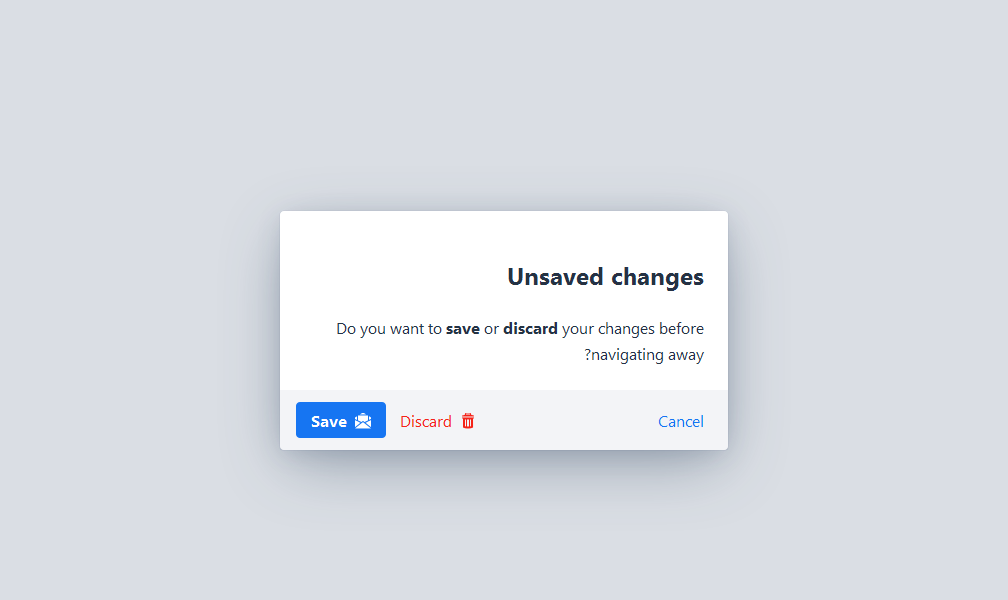 Unsaved changes
Do you want to save or discard your changes before
?navigating away
Save
Discard
Cancel